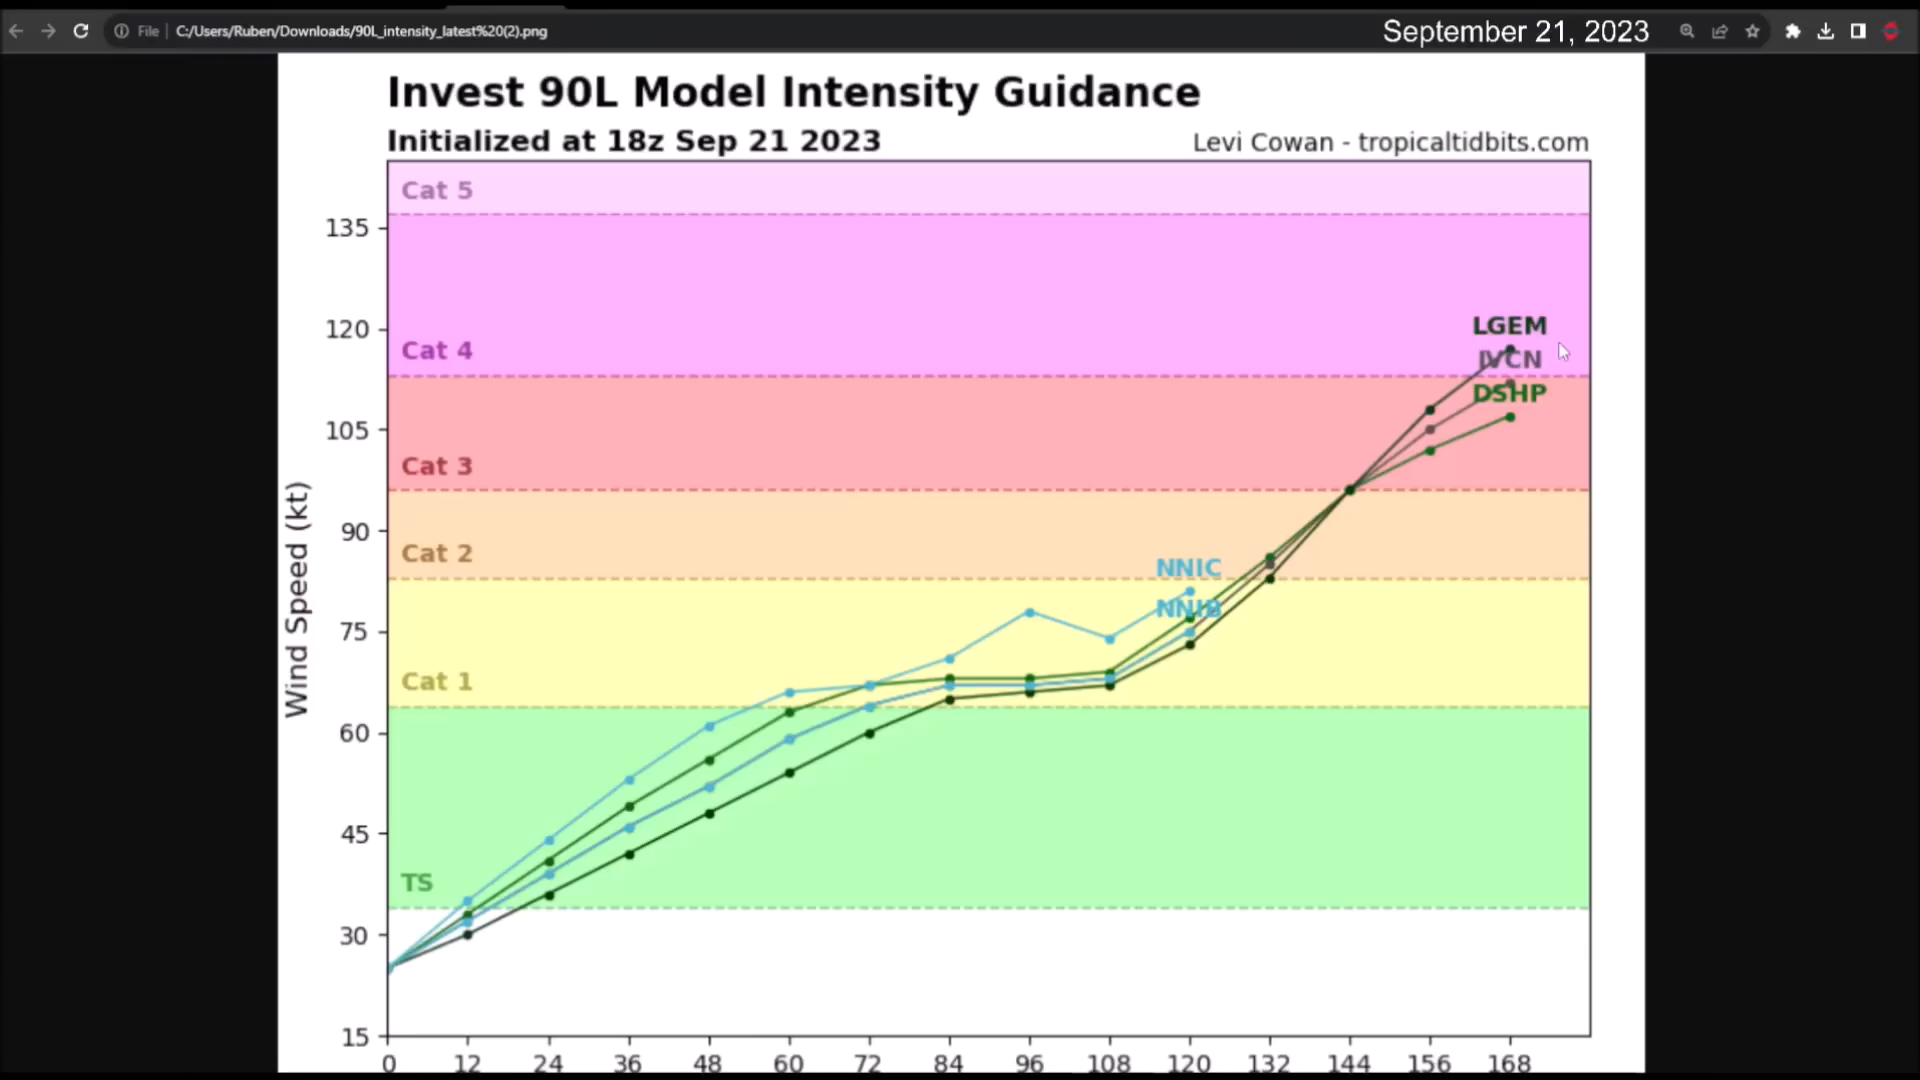 File C:/Users/Ruben/Downloads/90L_intensity_latest%20(2).png
September 21, 2023
Invest 90L Model Intensity Guidance
Initialized at 18z Sep 21 2023
Levi Cowan - tropicaltidbits.com
Cat 5
135
120
LGEM
Cat 4
IVCN
DSHP
105
Cat 3
90
Cat 2
NNIC
NNIB
75
Cat 1
60
45
TS
30
15
Wind Speed (kt)
0 12 24 36 48 60 72 84 96 108 120 132 144 156 168